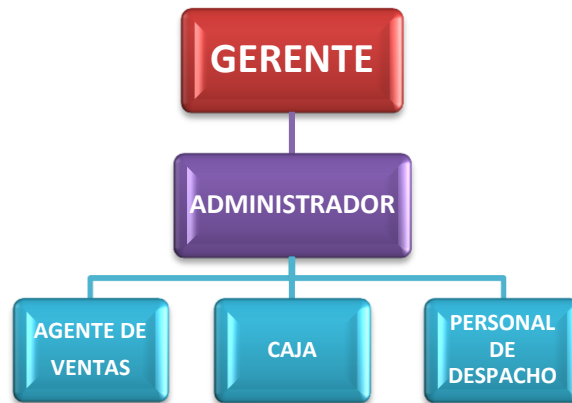 GERENTE
ADMINISTRADOR
AGENTE DE
VENTAS
CAJA
PERSONAL
DE
DESPACHO